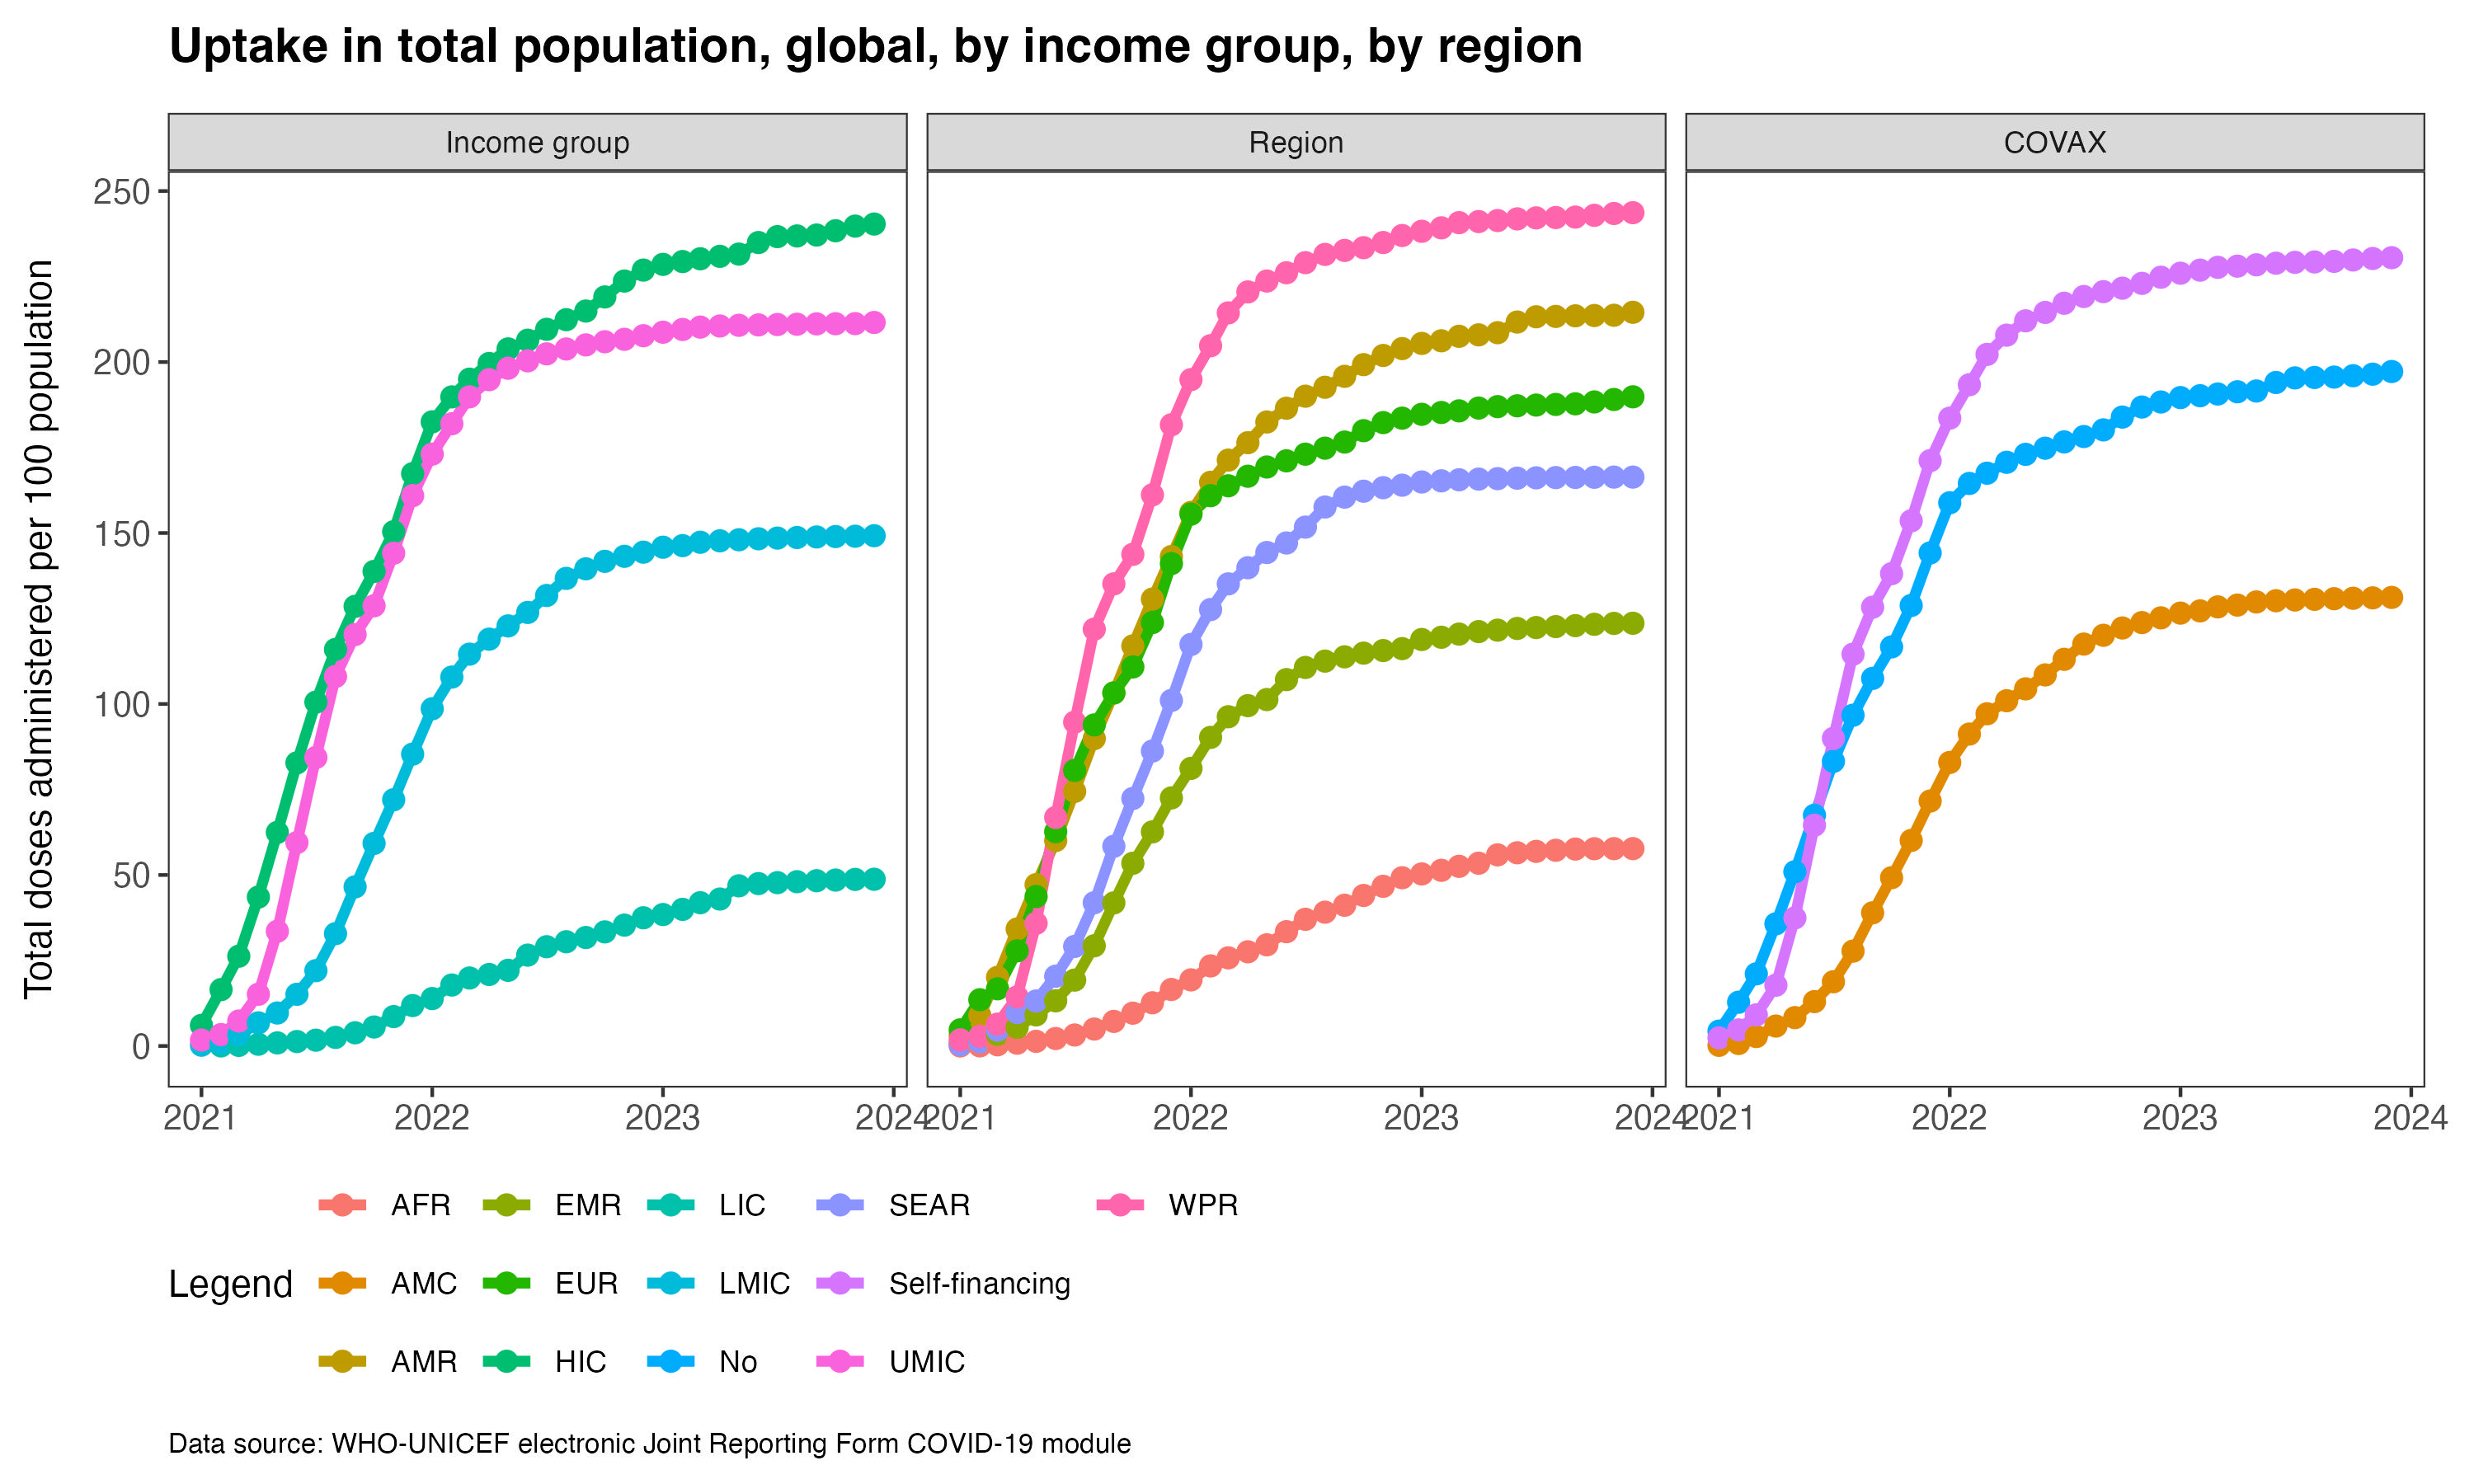 Uptake in total population, global, by income group, by region
Income group
Region
COVAX
Total doses administered per 100 population
250
200
150
100
50
0
2021 2022 2023 2024
2021 2022 2023 2024
2021 2022 2023 2024
Legend
AFR EMR LIC SEAR WPR
AMC EUR LMIC Self-financing
AMR HIC No UMIC
Data source: WHO-UNICEF electronic Joint Reporting Form COVID-19 module